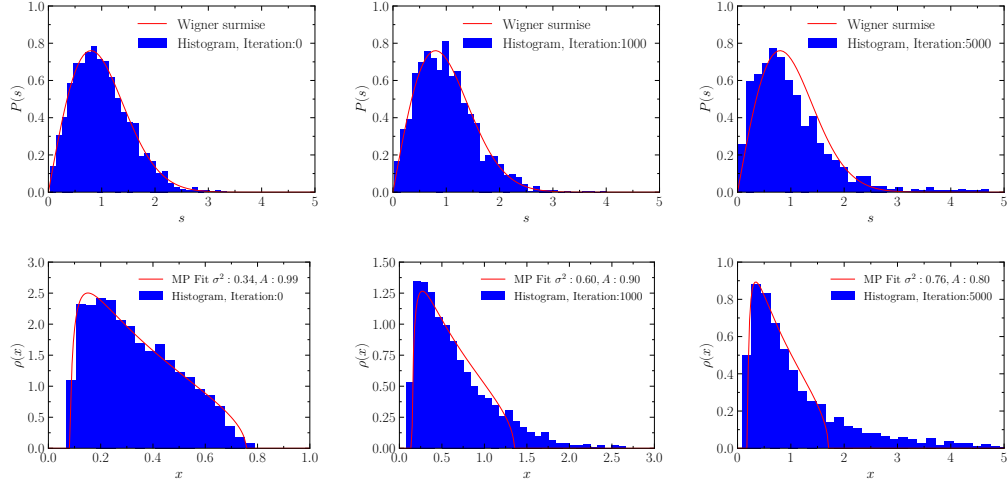 Wigner surmise
Histogram, Iteration:0
P(s)
0.0
0.2
0.4
0.6
0.8
1.0
0 1 2 3 4 5
s
Wigner surmise
Histogram, Iteration:1000
P(s)
0.0
0.2
0.4
0.6
0.8
1.0
0 1 2 3 4 5
s
Wigner surmise
Histogram, Iteration:5000
P(s)
0.0
0.2
0.4
0.6
0.8
1.0
0 1 2 3 4 5
s
MP Fit σ² : 0.34, A : 0.99
Histogram, Iteration:0
ρ(x)
0.0
0.5
1.0
1.5
2.0
2.5
3.0
0.0 0.2 0.4 0.6 0.8 1.0
x
MP Fit σ² : 0.60, A : 0.90
Histogram, Iteration:1000
ρ(x)
0.00
0.25
0.50
0.75
1.00
1.25
1.50
0.0 0.5 1.0 1.5 2.0 2.5 3.0
x
MP Fit σ² : 0.76, A : 0.80
Histogram, Iteration:5000
ρ(x)
0.0
0.2
0.4
0.6
0.8
1.0
0 1 2 3 4 5
x